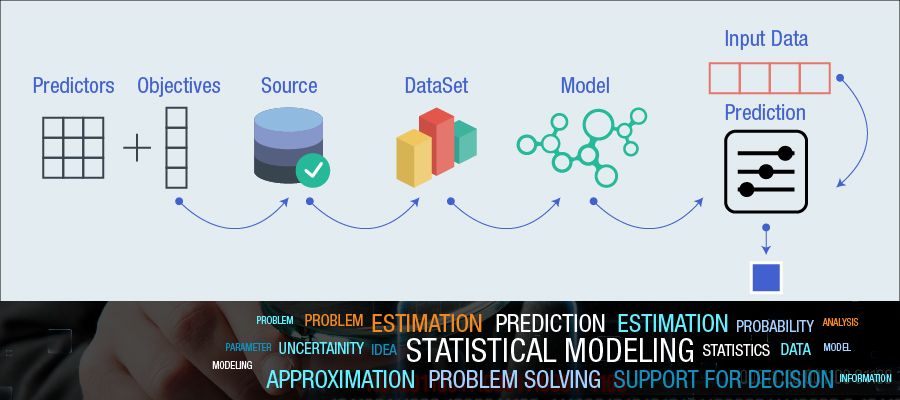 Input Data
Predictors Objectives Source DataSet Model
Prediction
PROBLEM PROBLEM ESTIMATION PREDICTION ESTIMATION PROBABILITY ANALYSIS
PARAMETER UNCERTAINITY IDEA STATISTICAL MODELING STATISTICS DATA MODEL
MODELING
APPROXIMATION PROBLEM SOLVING SUPPORT FOR DECISION INFORMATION